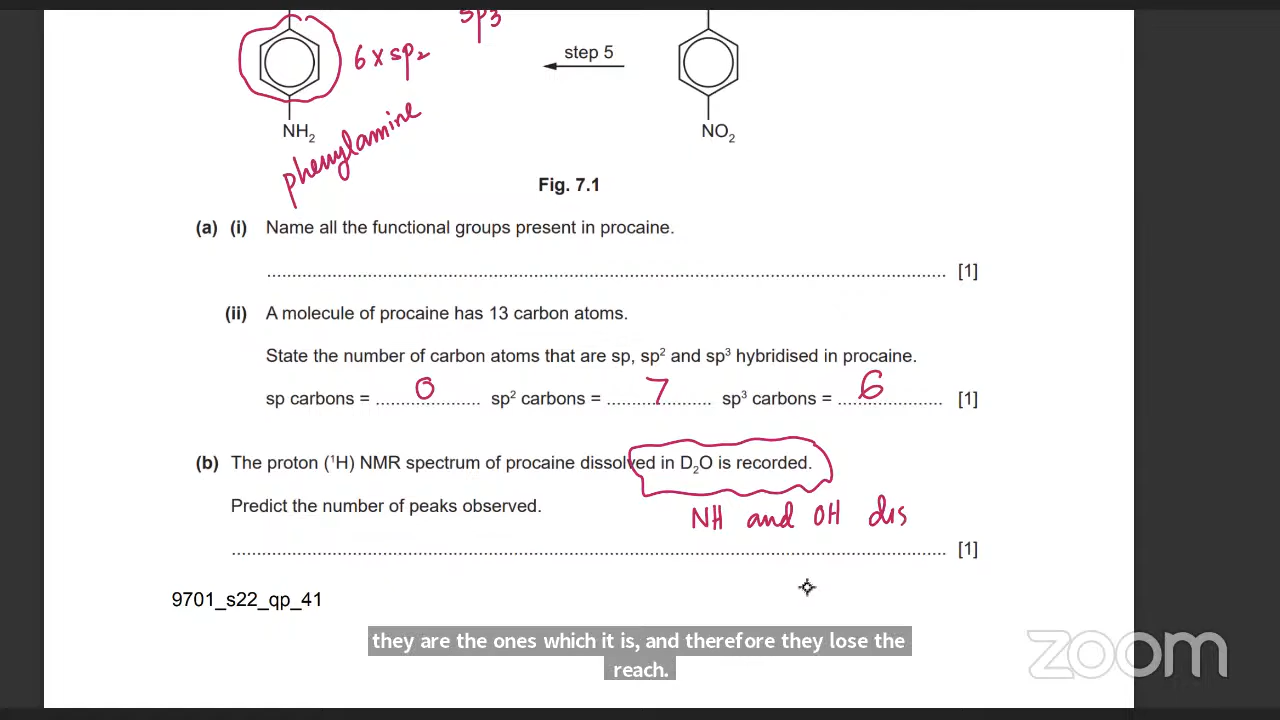 sp3
6 x sp2
step 5
NH2
NO2
phenylamine
Fig. 7.1
(a) (i) Name all the functional groups present in procaine.
[1]
(ii) A molecule of procaine has 13 carbon atoms.
State the number of carbon atoms that are sp, sp2 and sp3 hybridised in procaine.
sp carbons = 0 sp2 carbons = 7 sp3 carbons = 6 [1]
(b) The proton (1H) NMR spectrum of procaine dissolved in D2O is recorded.
Predict the number of peaks observed.
NH and OH dis
[1]
9701_s22_qp_41
they are the ones which it is, and therefore they lose the
reach.
zoom